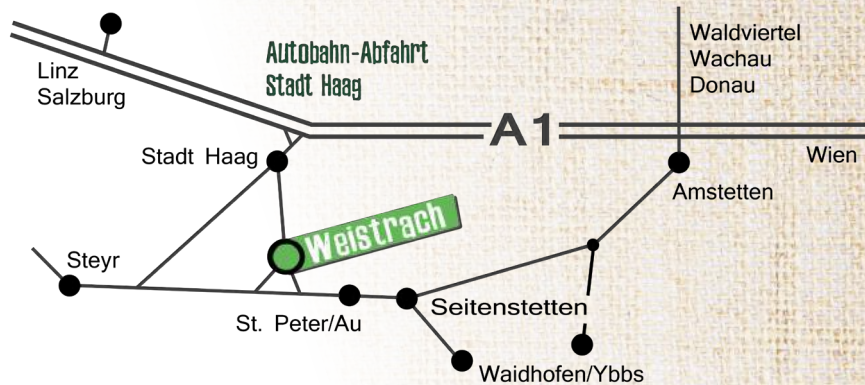 Autobahn-Abfahrt
Stadt Haag
Waldviertel
Wachau
Donau
Linz
Salzburg
A1
Wien
Stadt Haag
Amstetten
Weistrach
Steyr
St. Peter/Au
Seitenstetten
Waidhofen/Ybbs